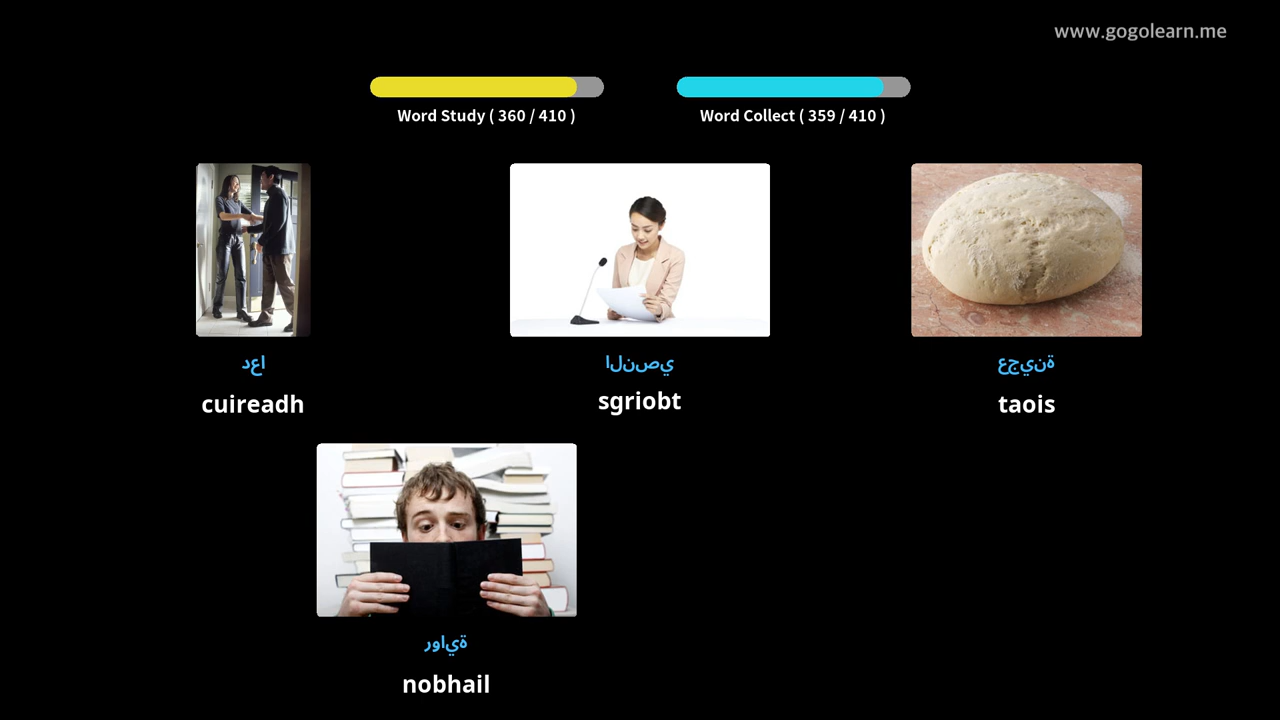 www.gogolearn.me
Word Study ( 360 / 410 )
Word Collect ( 359 / 410 )
دعا
cuireadh
النصي
sgriobt
عجينة
taois
رواية
nobhail